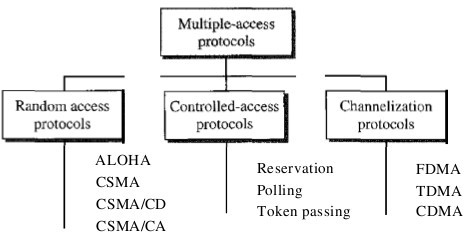 Multiple-access
protocols
Random access
protocols
Controlled-access
protocols
Channelization
protocols
ALOHA
CSMA
CSMA/CD
CSMA/CA
Reservation
Polling
Token passing
FDMA
TDMA
CDMA